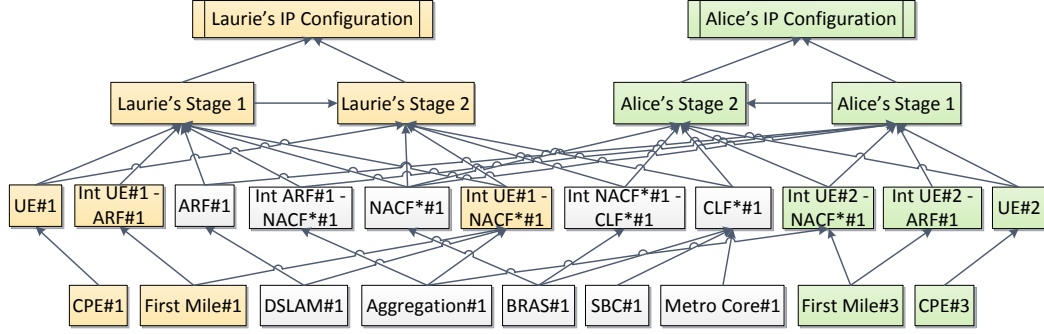 Laurie's IP Configuration
Alice's IP Configuration
Laurie's Stage 1
Laurie's Stage 2
Alice's Stage 2
Alice's Stage 1
UE#1
Int UE#1 -
ARF#1
ARF#1
Int ARF#1 -
NACF*#1
NACF*#1
Int UE#1 -
NACF*#1
Int NACF*#1 -
CLF*#1
CLF*#1
Int UE#2 -
NACF*#1
Int UE#2 -
ARF#1
UE#2
CPE#1
First Mile#1
DSLAM#1
Aggregation#1
BRAS#1
SBC#1
Metro Core#1
First Mile#3
CPE#3